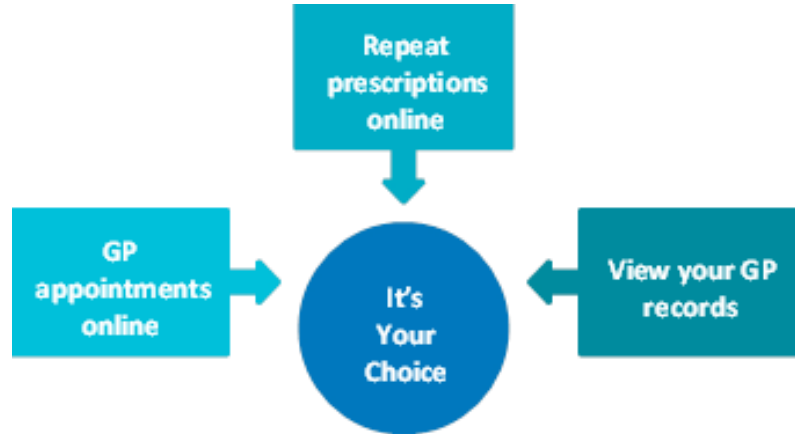 Repeat
prescriptions
online
GP
appointments
online
It's
Your
Choice
View your GP
records